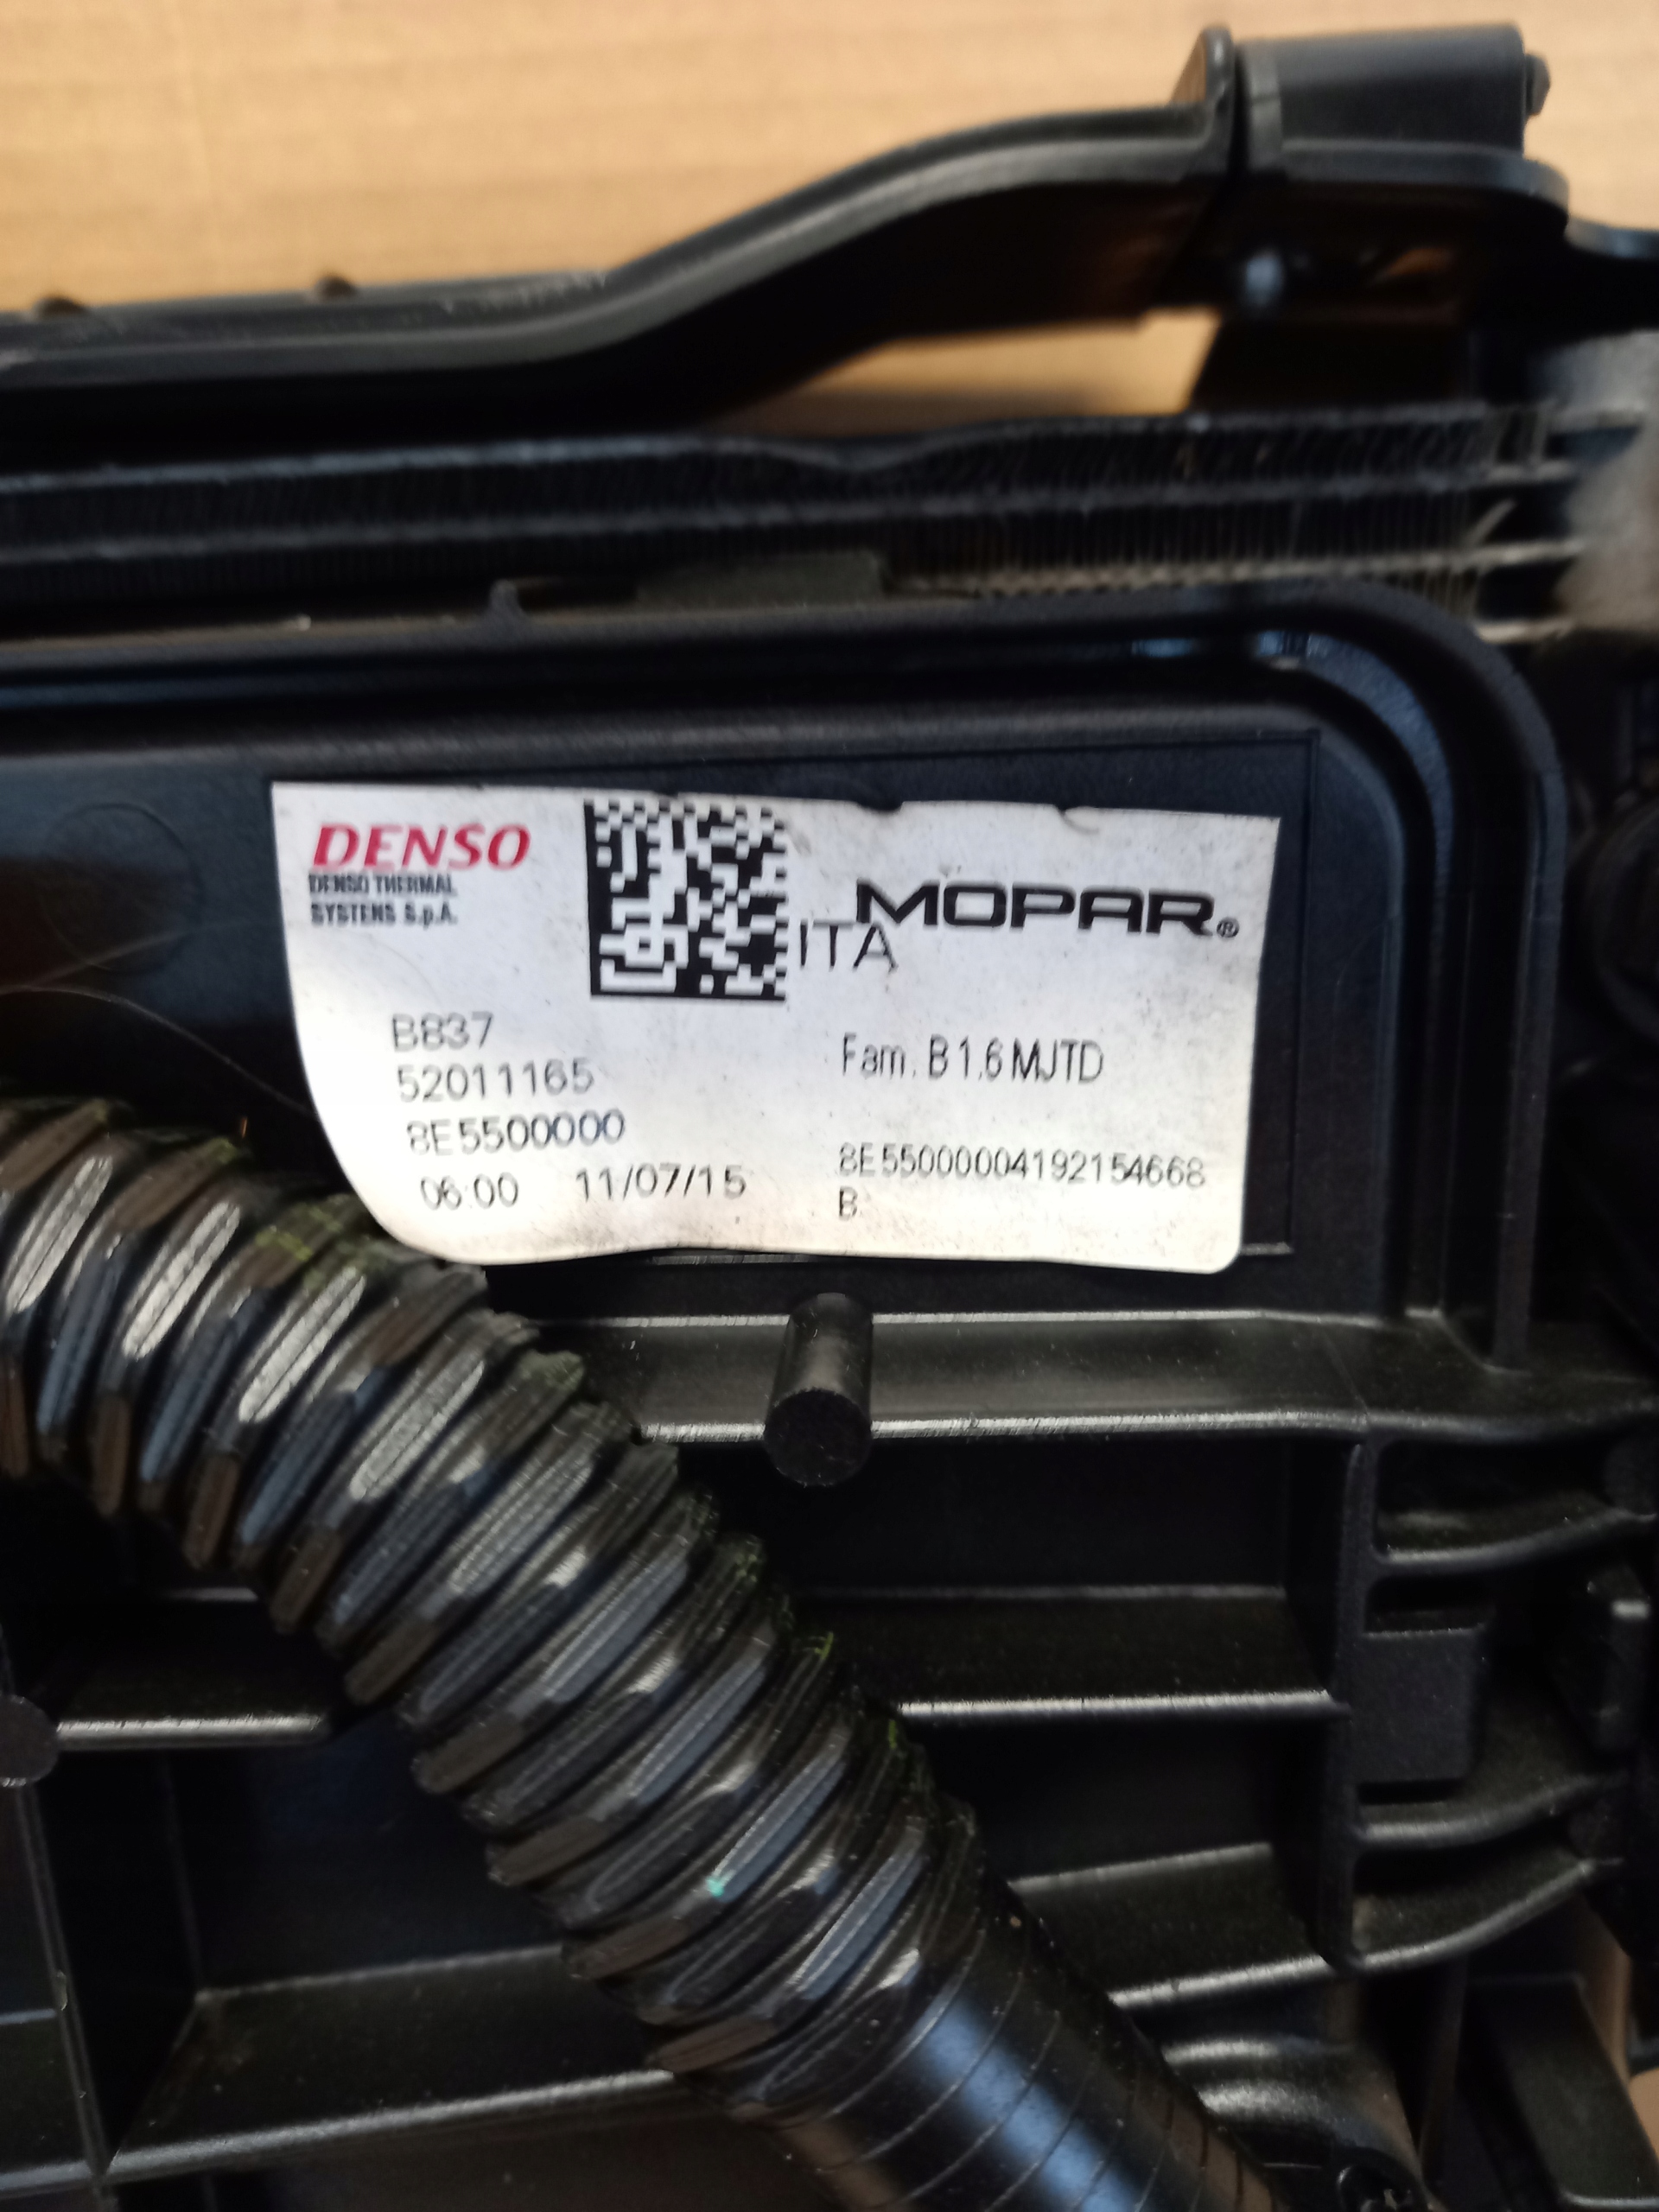 DENSO
DENSO THERMAL
SYSTEMS S.p.A.
ITA
MOPAR®
B837
52011165
8E5500000
06:00 11/07/15
Fam. B 1.6 MJTD
8E55000004192154668
B